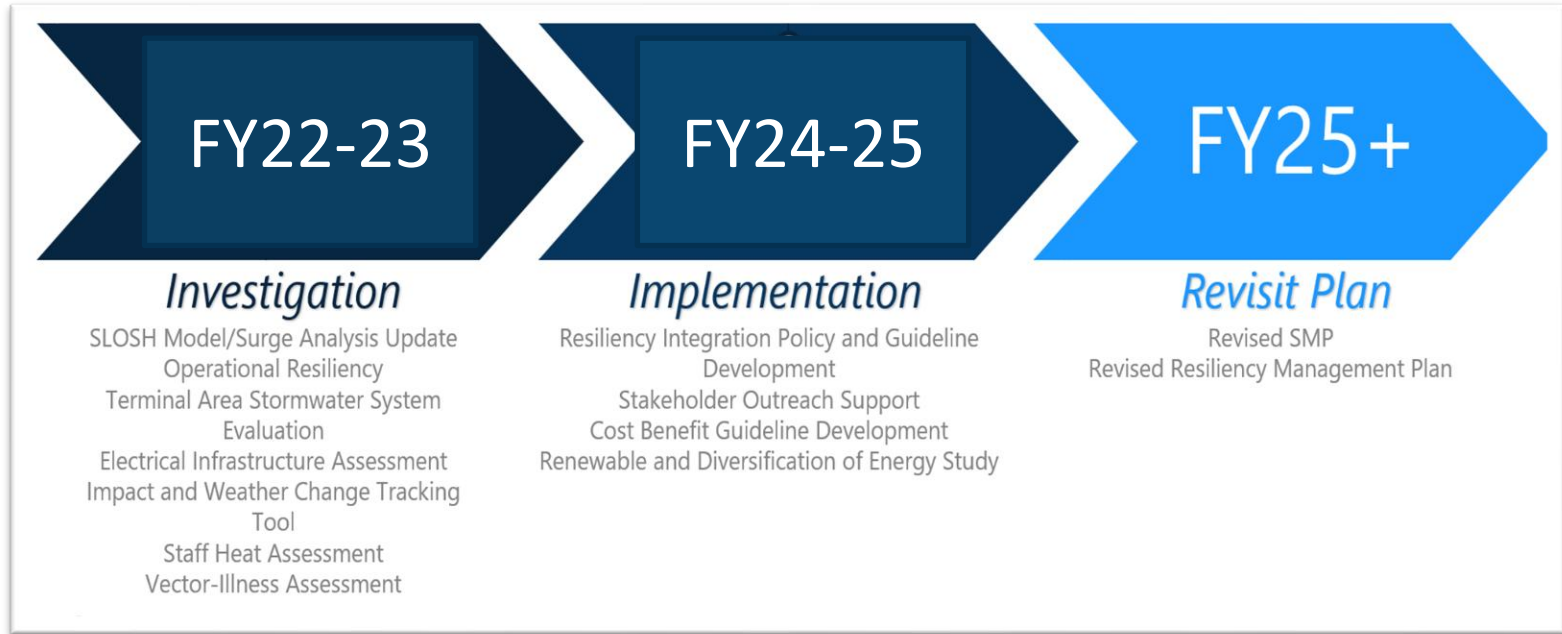 FY22-23
FY24-25
FY25+
Investigation
SLOSH Model/Surge Analysis Update
Operational Resiliency
Terminal Area Stormwater System
Evaluation
Electrical Infrastructure Assessment
Impact and Weather Change Tracking
Tool
Staff Heat Assessment
Vector-Illness Assessment
Implementation
Resiliency Integration Policy and Guideline
Development
Stakeholder Outreach Support
Cost Benefit Guideline Development
Renewable and Diversification of Energy Study
Revisit Plan
Revised SMP
Revised Resiliency Management Plan